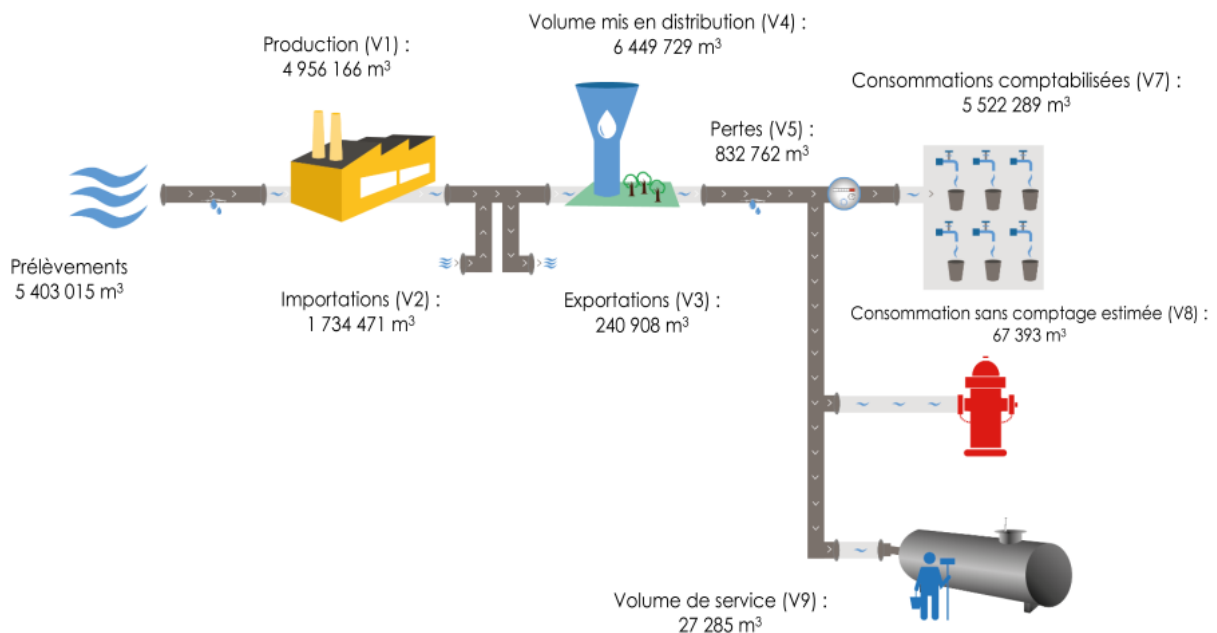 Volume mis en distribution (V4) :
6 449 729 m³
Production (V1) :
4 956 166 m³
Consommations comptabilisées (V7) :
5 522 289 m³
Pertes (V5) :
832 762 m³
Prélèvements
5 403 015 m³
Importations (V2) :
1 734 471 m³
Exportations (V3) :
240 908 m³
Consommation sans comptage estimée (V8) :
67 393 m³
Volume de service (V9) :
27 285 m³